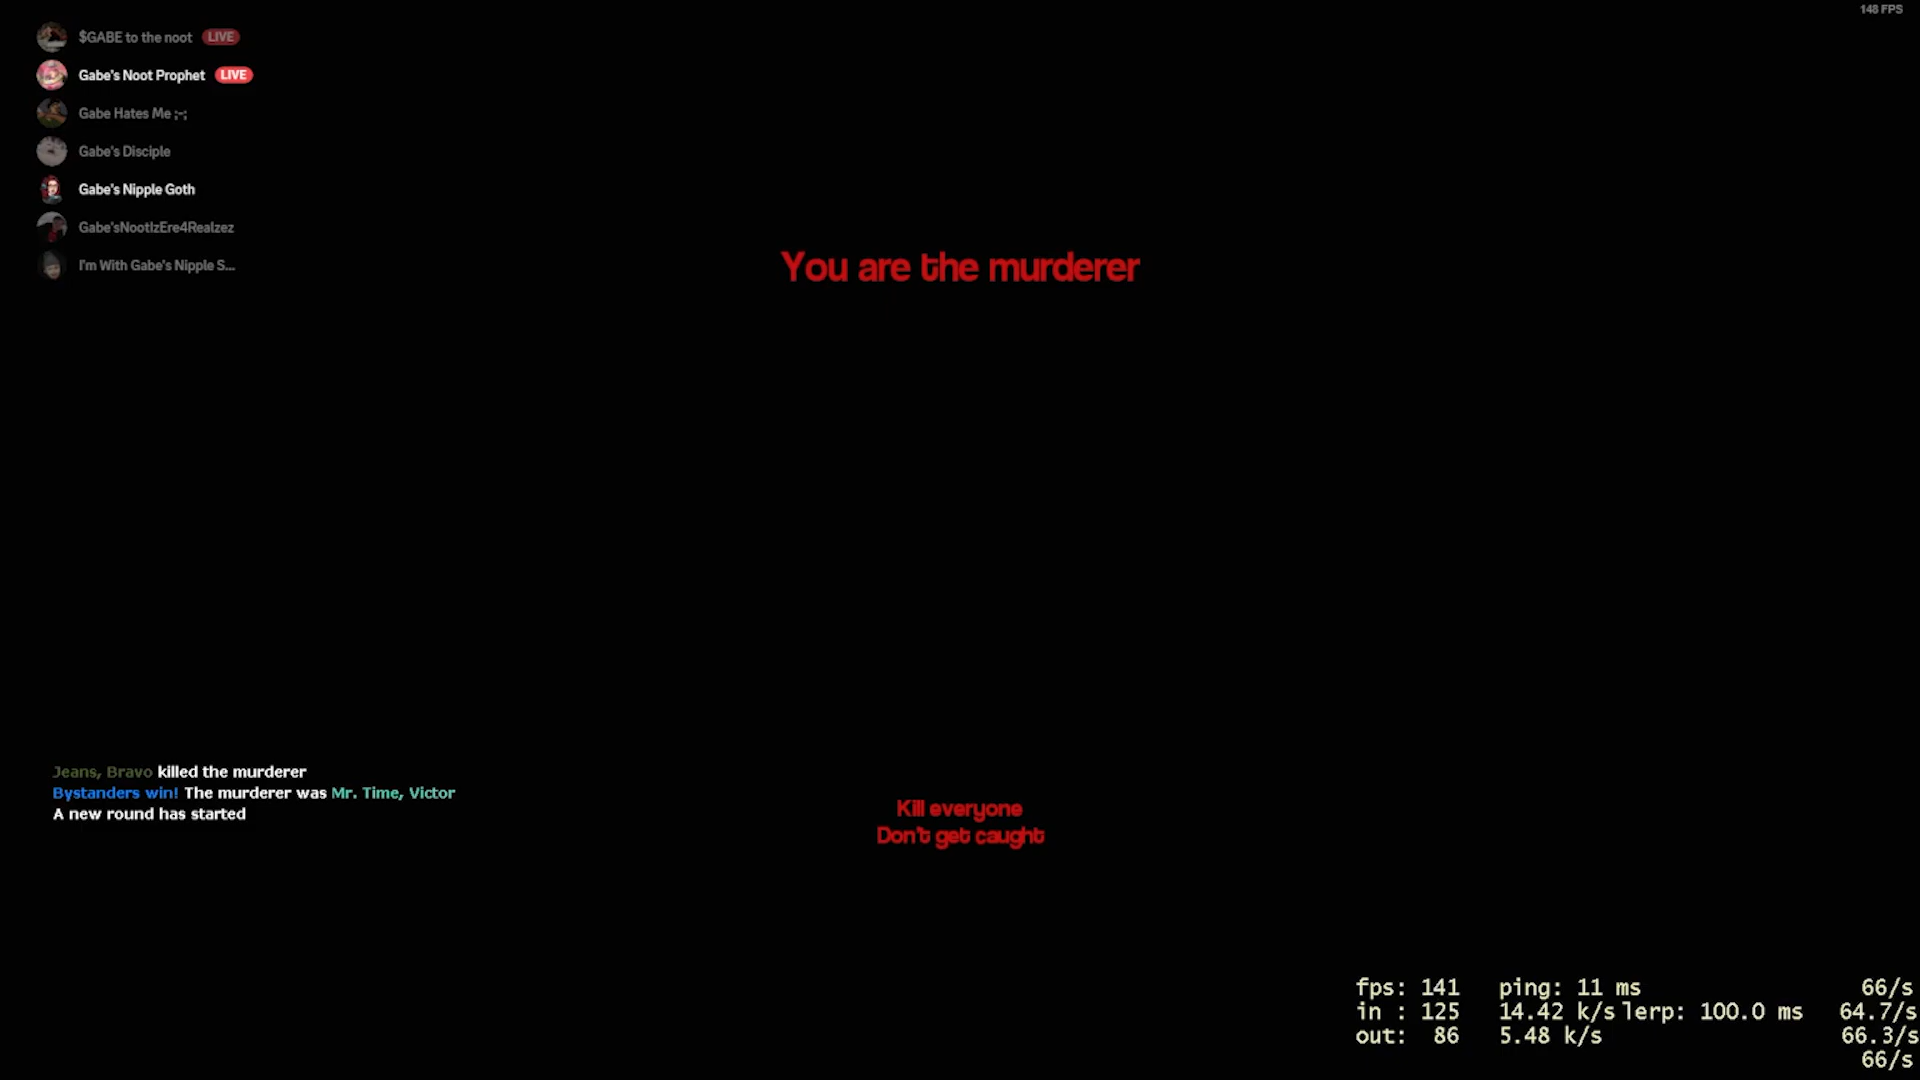 148 FPS
$GABE to the noot LIVE
Gabe's Noot Prophet LIVE
Gabe Hates Me ;-;
Gabe's Disciple
Gabe's Nipple Goth
Gabe'sNootIzEre4Realzez
I'm With Gabe's Nipple S...
You are the murderer
Jeans, Bravo killed the murderer
Bystanders win! The murderer was Mr. Time, Victor
A new round has started
Kill everyone
Don't get caught
fps: 141 ping: 11 ms 66/s
in : 125 14.42 k/s lerp: 100.0 ms 64.7/s
out: 86 5.48 k/s 66.3/s
66/s